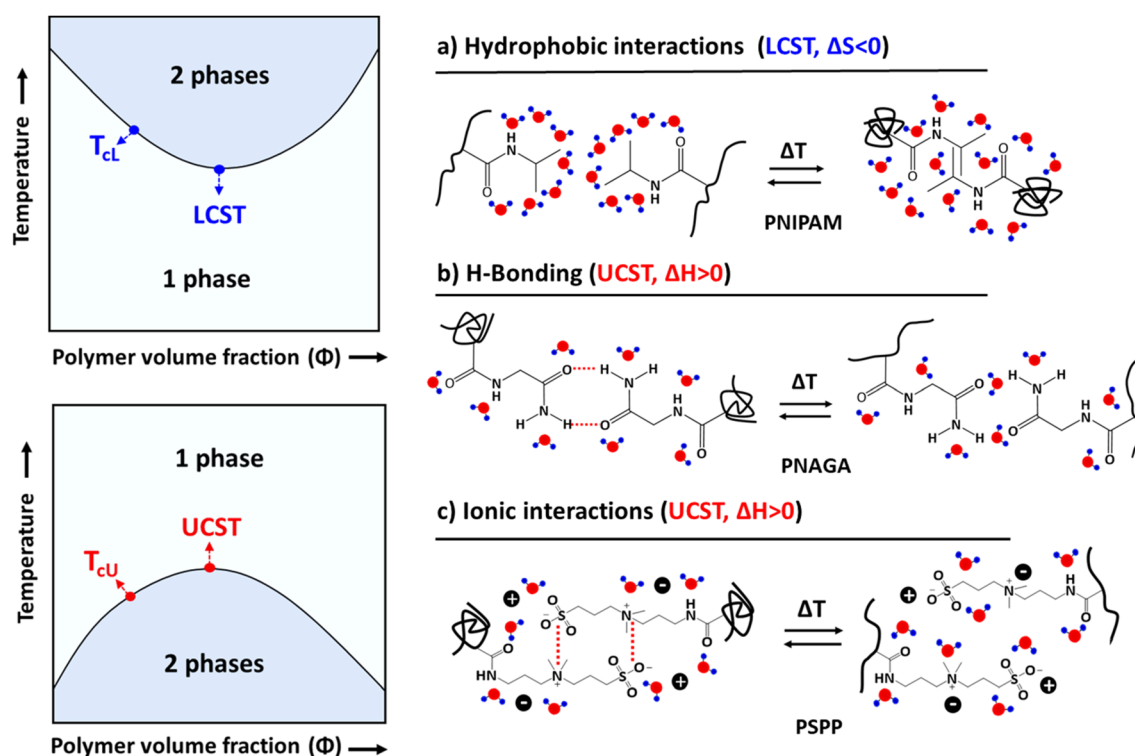 2 phases
T_cL
LCST
1 phase
Temperature →
Polymer volume fraction (Φ) →
1 phase
UCST
T_cU
2 phases
Temperature →
Polymer volume fraction (Φ) →
a) Hydrophobic interactions (LCST, ΔS<0)
H
N
O
O
N
H
ΔT
PNIPAM
H
N
O
O
N
H
b) H-Bonding (UCST, ΔH>0)
O
N
H
O
N
H
H
H
N
H
O
H
N
O
ΔT
PNAGA
O
N
H
O
N
H
H
H
N
H
O
H
N
O
c) Ionic interactions (UCST, ΔH>0)
+
-
-O
S
O
O
N+
H
N
O
O
HN
N+
O
S
O-
O
+
-
ΔT
PSPP
-
+
O
-O
S
O
N+
H
N
O
O
HN
N+
O
S
O-
O
+
-